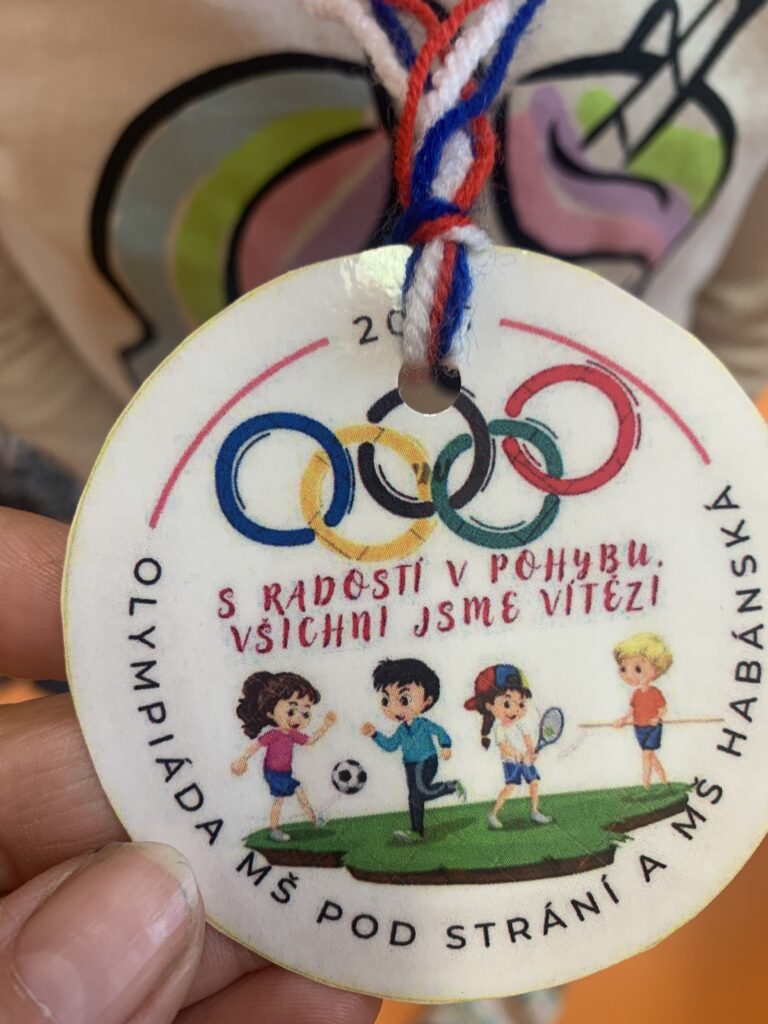 S RADOSTÍ V POHYBU.
VŠICHNI JSME VÍTĚZI
OLYMPIÁDA MŠ POD STRÁNÍ A MŠ HABÁNSKÁ